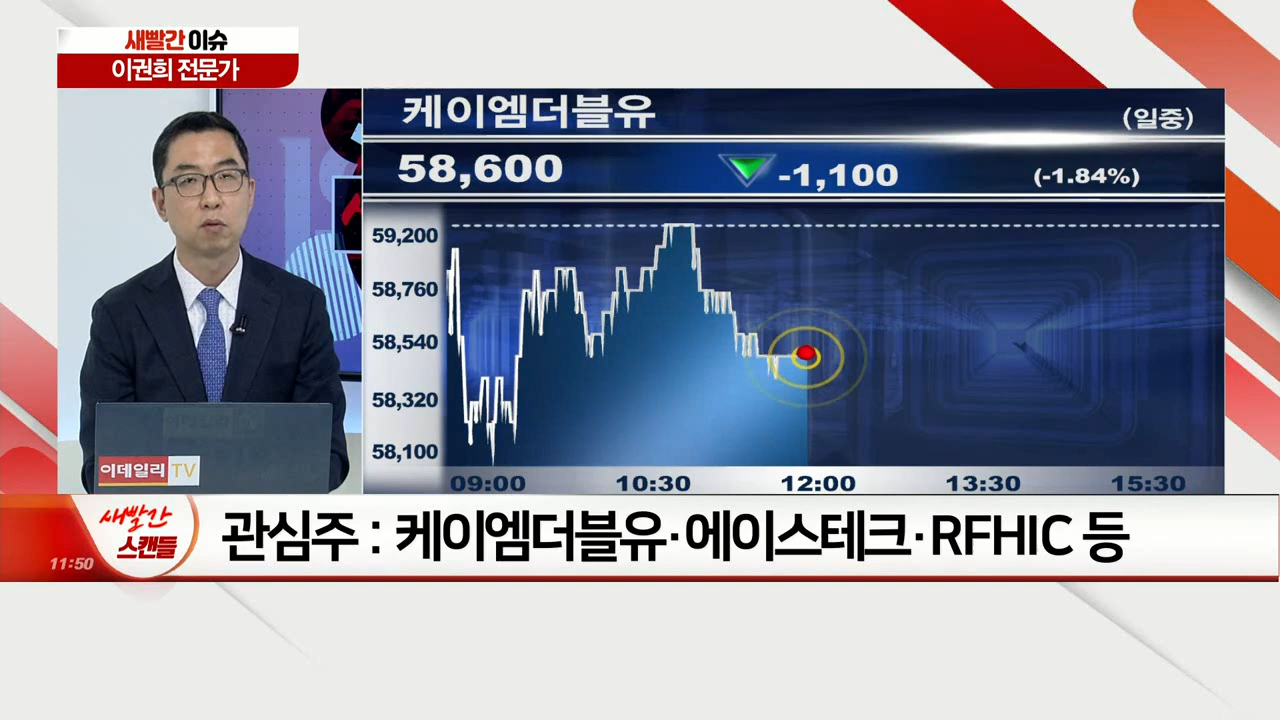 새빨간 이슈
이권희 전문가
케이엠더블유
(일중)
58,600
-1,100
(-1.84%)
59,200
58,760
58,540
58,320
58,100
09:00
10:30
12:00
13:30
15:30
이데일리 TV
새빨간
스캔들
11:50
관심주 : 케이엠더블유·에이스테크·RFHIC 등